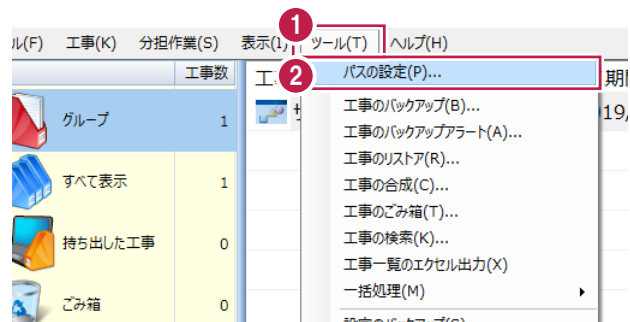 1
ル(F) 工事(K) 分担作業(S) 表示(I) ツール(T) ヘルプ(H)
2
工事数
パスの設定(P)...
グループ 1
工事のバックアップ(B)...
工事のバックアップアラート(A)...
工事のリストア(R)...
すべて表示 1
工事の合成(C)...
工事のごみ箱(T)...
持ち出した工事 0
工事の検索(K)...
工事一覧のエクセル出力(X)
一括処理(M)
ごみ箱 0